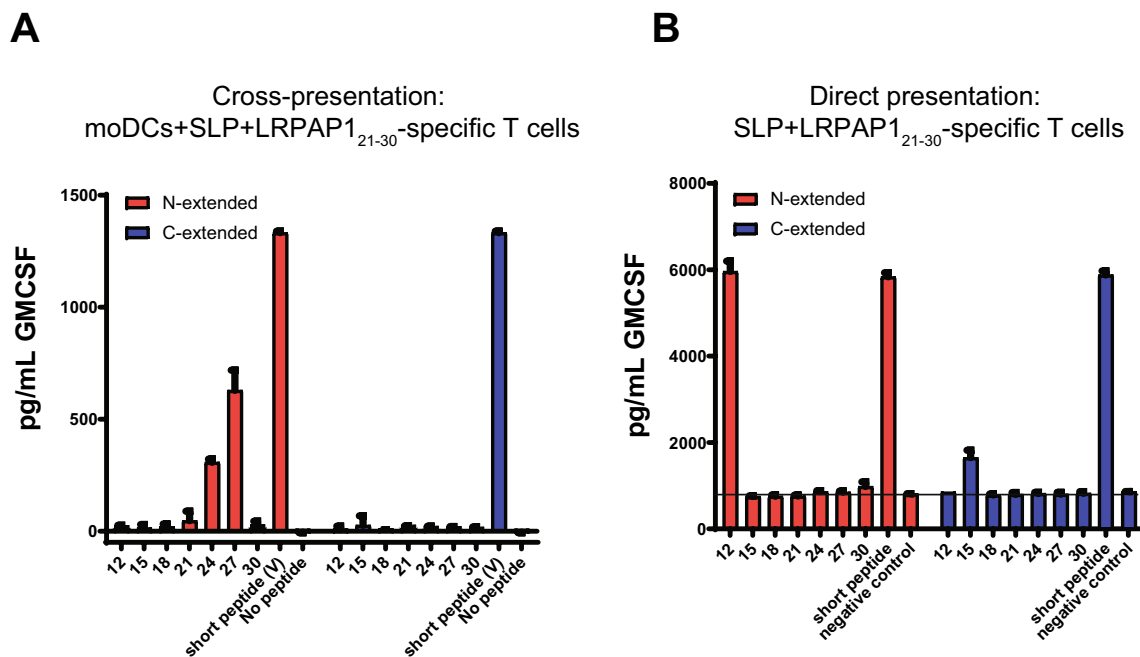 A
Cross-presentation:
moDCs+SLP+LRPAP1₂₁₋₃₀-specific T cells
1500
1000
500
0
pg/mL GMCSF
N-extended
C-extended
12
15
18
21
24
27
30
short peptide (V)
No peptide
12
15
18
21
24
27
30
short peptide (V)
No peptide
B
Direct presentation:
SLP+LRPAP1₂₁₋₃₀-specific T cells
8000
6000
4000
2000
0
pg/mL GMCSF
N-extended
C-extended
12
15
18
21
24
27
30
short peptide
negative control
12
15
18
21
24
27
30
short peptide
negative control